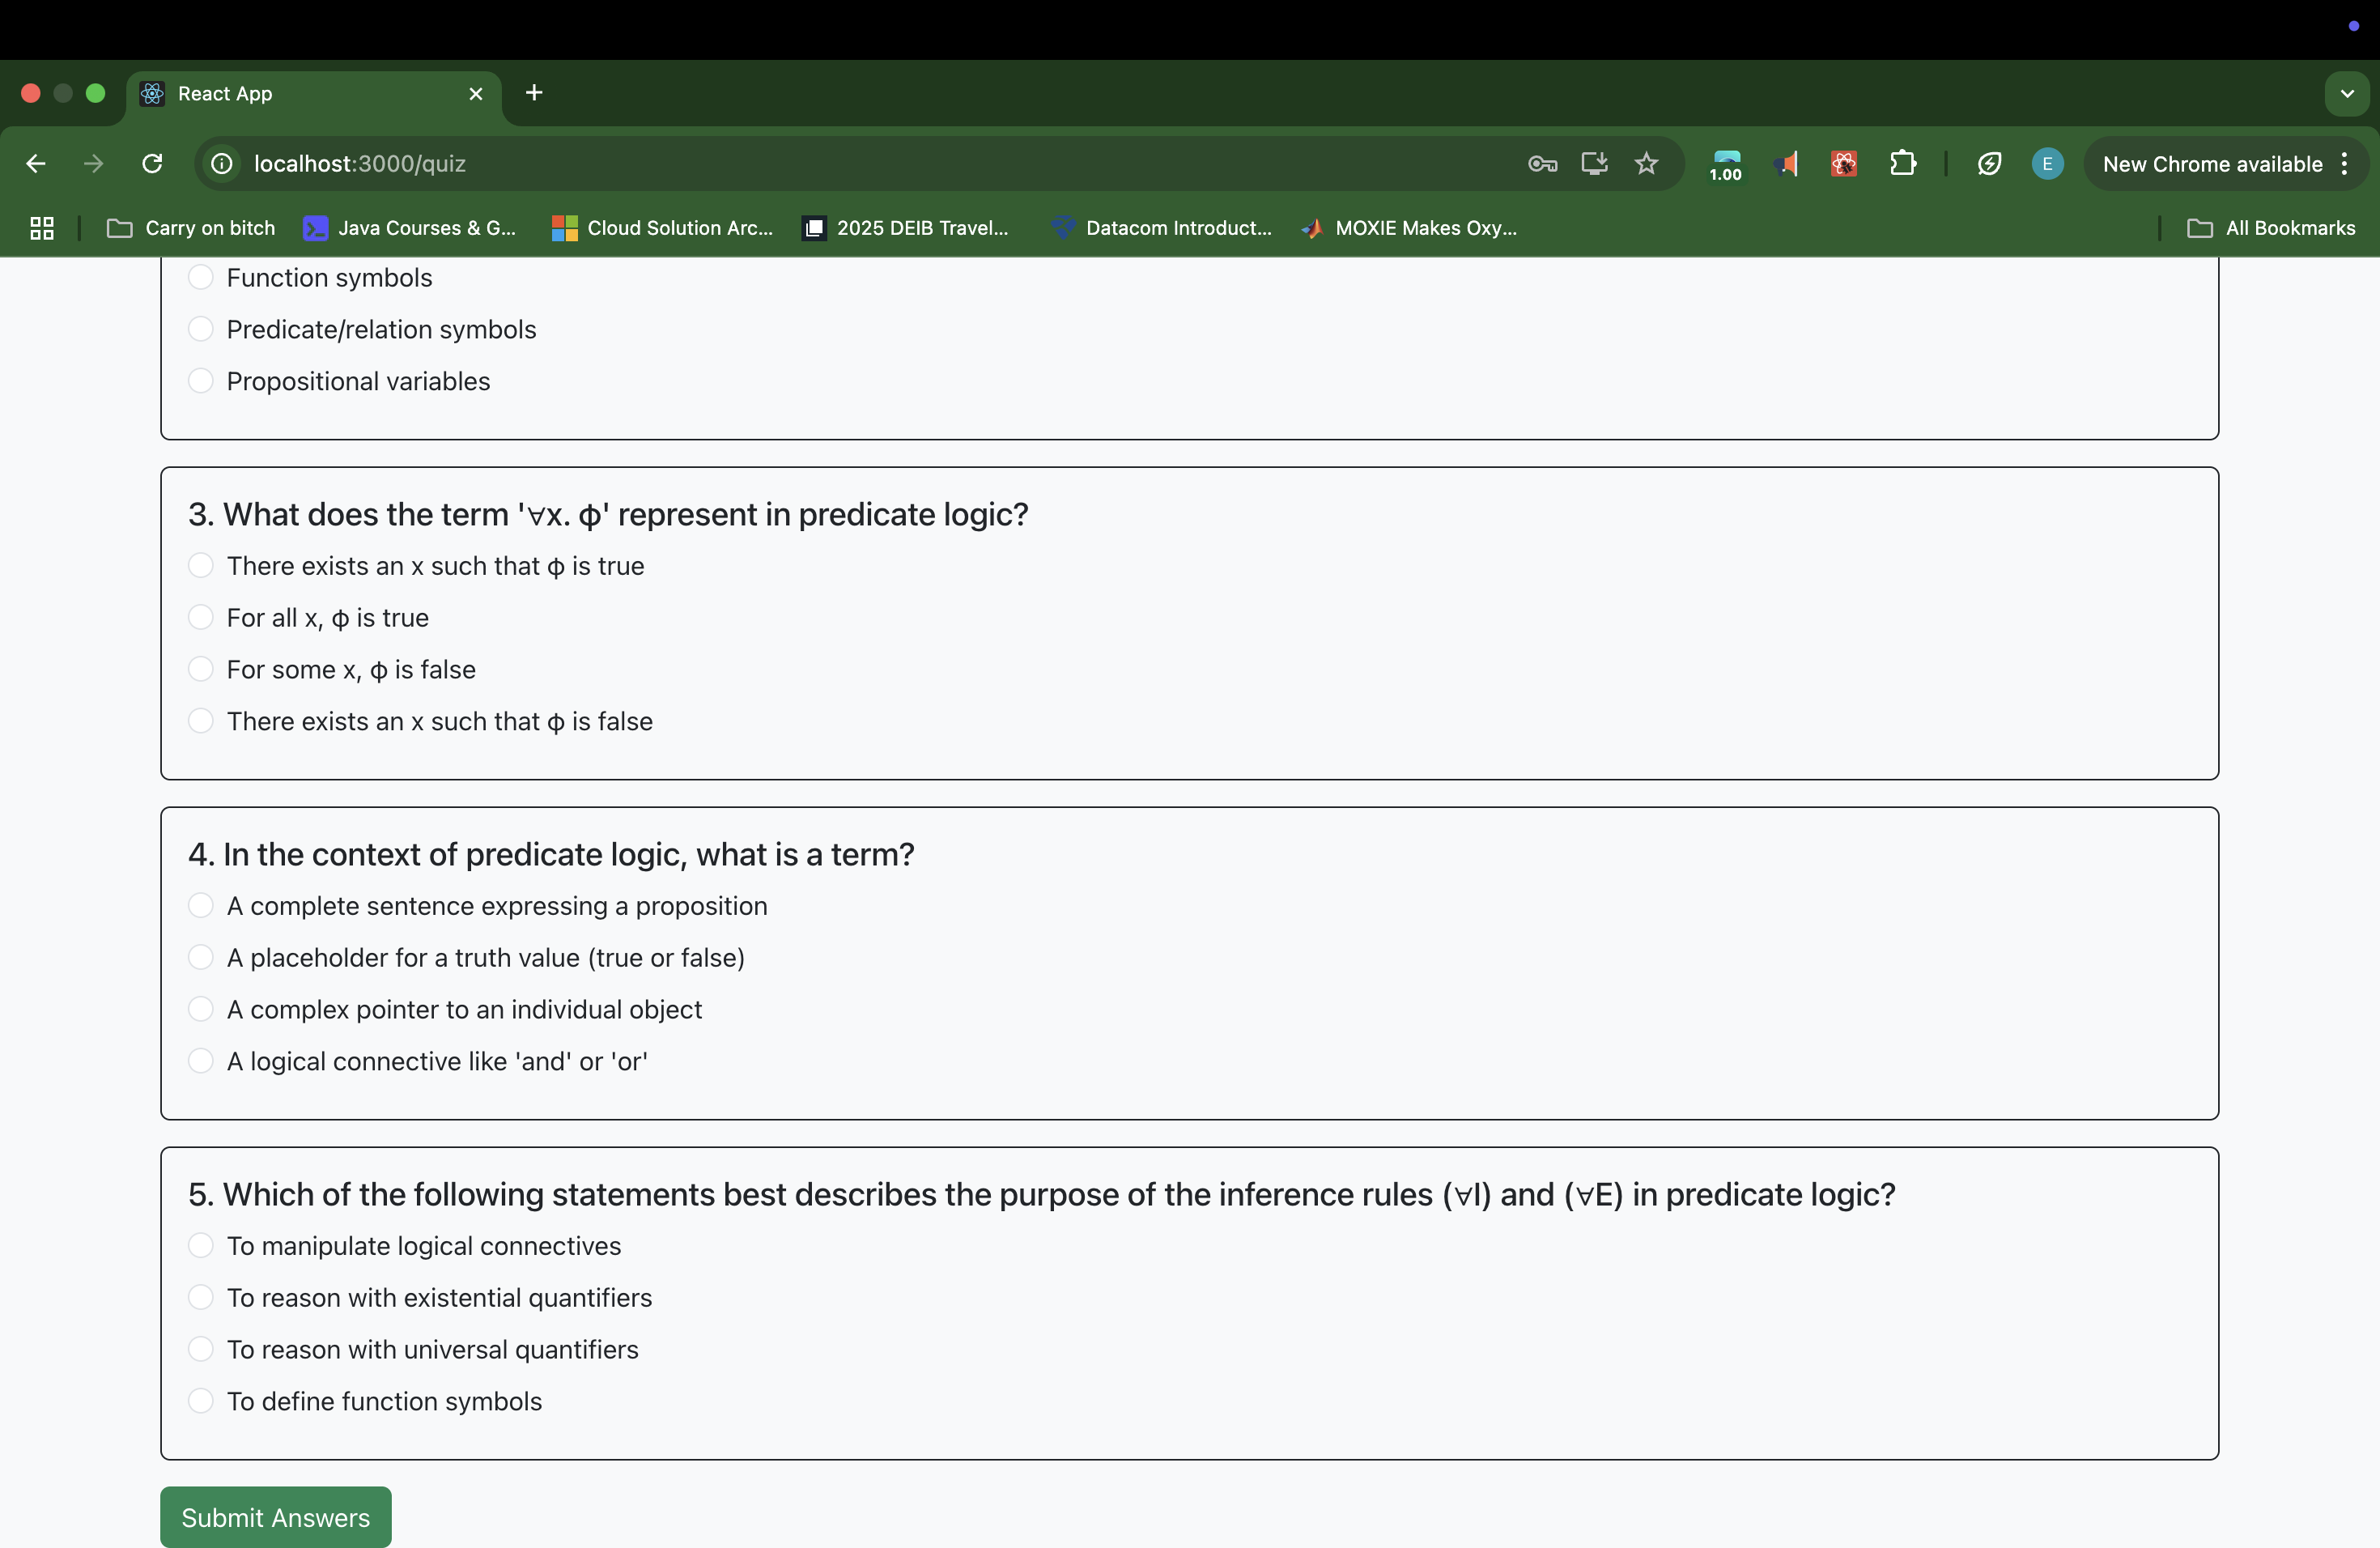 React App
localhost:3000/quiz
1.00
E
New Chrome available
Carry on bitch
Java Courses & G...
Cloud Solution Arc...
2025 DEIB Travel...
Datacom Introduct...
MOXIE Makes Oxy...
All Bookmarks
Function symbols
Predicate/relation symbols
Propositional variables
3. What does the term '∀x. ϕ' represent in predicate logic?
There exists an x such that ϕ is true
For all x, ϕ is true
For some x, ϕ is false
There exists an x such that ϕ is false
4. In the context of predicate logic, what is a term?
A complete sentence expressing a proposition
A placeholder for a truth value (true or false)
A complex pointer to an individual object
A logical connective like 'and' or 'or'
5. Which of the following statements best describes the purpose of the inference rules (∀I) and (∀E) in predicate logic?
To manipulate logical connectives
To reason with existential quantifiers
To reason with universal quantifiers
To define function symbols
Submit Answers